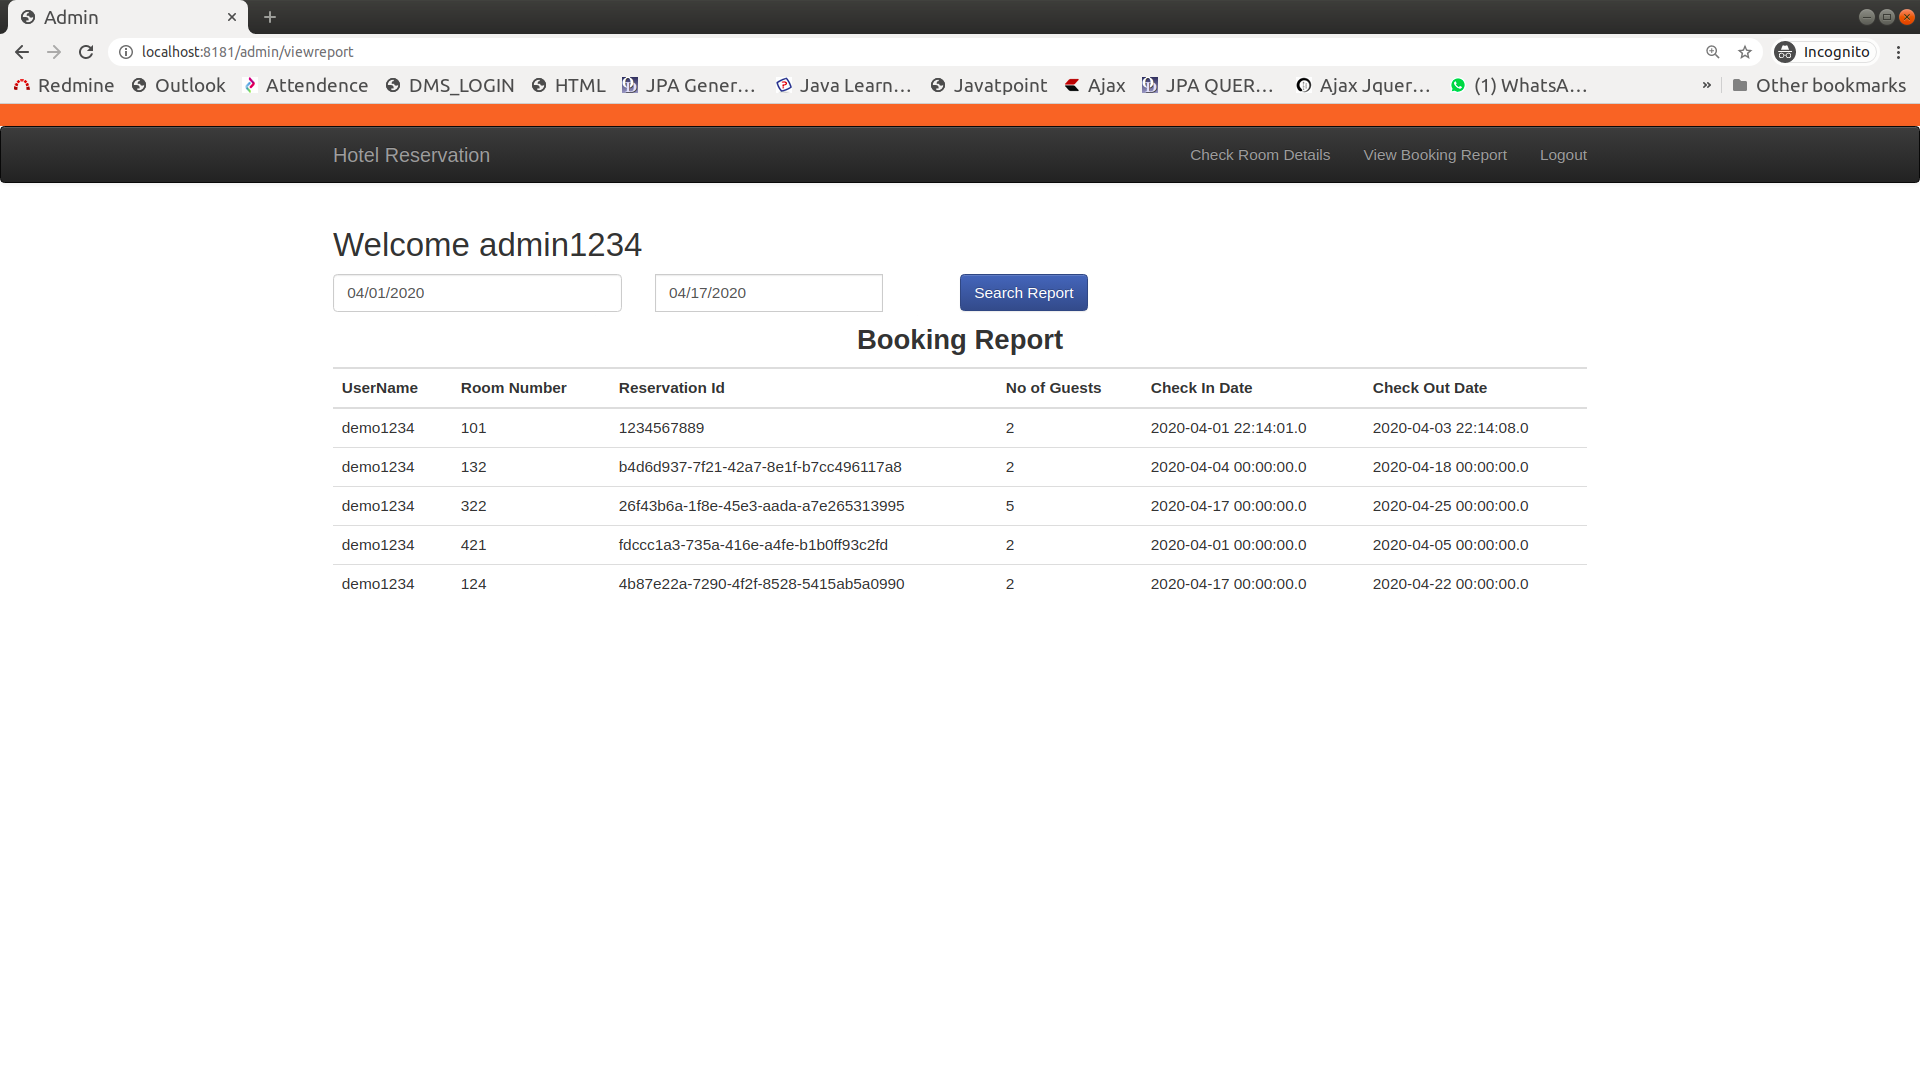 Admin
localhost:8181/admin/viewreport
Incognito
Redmine Outlook Attendence DMS_LOGIN HTML JPA Gener… Java Learn… Javatpoint Ajax JPA QUER… Ajax Jquer… (1) WhatsA… » Other bookmarks
Hotel Reservation Check Room Details View Booking Report Logout
Welcome admin1234
04/01/2020 04/17/2020 Search Report
Booking Report
UserName Room Number Reservation Id No of Guests Check In Date Check Out Date
demo1234 101 1234567889 2 2020-04-01 22:14:01.0 2020-04-03 22:14:08.0
demo1234 132 b4d6d937-7f21-42a7-8e1f-b7cc496117a8 2 2020-04-04 00:00:00.0 2020-04-18 00:00:00.0
demo1234 322 26f43b6a-1f8e-45e3-aada-a7e265313995 5 2020-04-17 00:00:00.0 2020-04-25 00:00:00.0
demo1234 421 fdccc1a3-735a-416e-a4fe-b1b0ff93c2fd 2 2020-04-01 00:00:00.0 2020-04-05 00:00:00.0
demo1234 124 4b87e22a-7290-4f2f-8528-5415ab5a0990 2 2020-04-17 00:00:00.0 2020-04-22 00:00:00.0